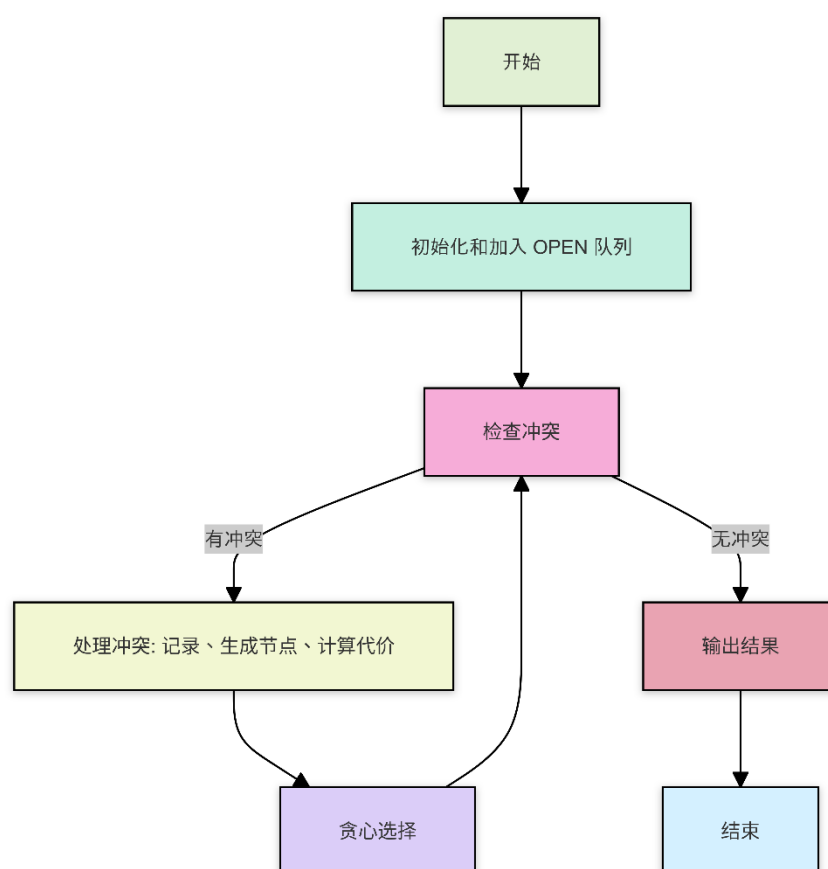 开始
初始化和加入 OPEN 队列
检查冲突
有冲突
无冲突
处理冲突: 记录、生成节点、计算代价
输出结果
贪心选择
结束